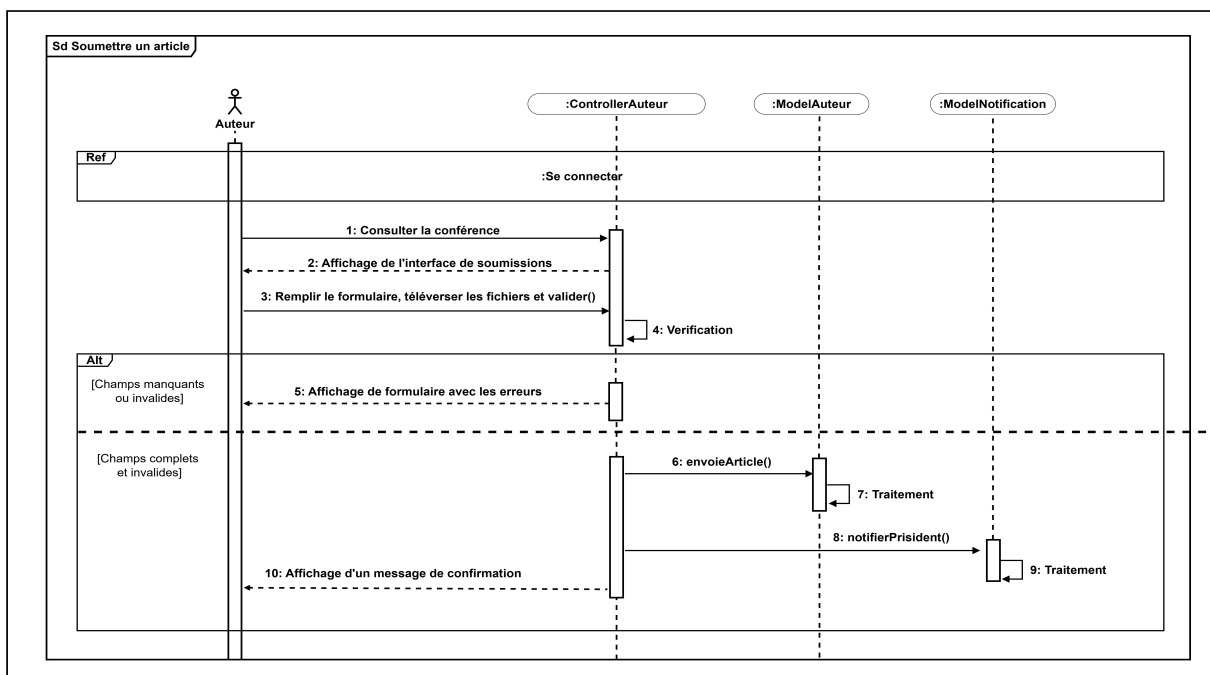 Sd Soumettre un article
:ControllerAuteur
:ModelAuteur
:ModelNotification
Auteur
Ref
:Se connecter
1: Consulter la conférence
2: Affichage de l'interface de soumissions
3: Remplir le formulaire, téléverser les fichiers et valider()
4: Verification
Alt
[Champs manquants
ou invalides]
5: Affichage de formulaire avec les erreurs
[Champs complets
et invalides]
6: envoieArticle()
7: Traitement
8: notifierPrisident()
9: Traitement
10: Affichage d'un message de confirmation